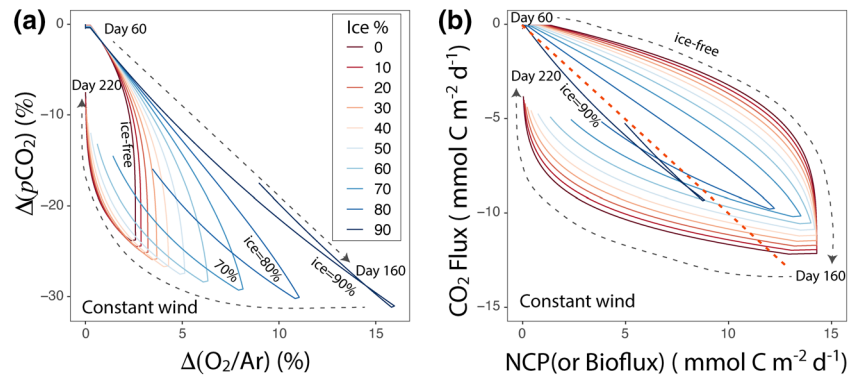 (a)
0
−10
−20
−30
Δ(pCO₂) (%)
0
5
10
15
Δ(O₂/Ar) (%)
Day 60
Day 220
ice-free
70%
ice=80%
ice=90%
Day 160
Constant wind
Ice %
0
10
20
30
40
50
60
70
80
90
(b)
0
−5
−10
−15
CO₂ Flux ( mmol C m⁻² d⁻¹)
0
5
10
15
NCP(or Bioflux) ( mmol C m⁻² d⁻¹)
Day 60
ice-free
Day 220
ice=90%
Day 160
Constant wind